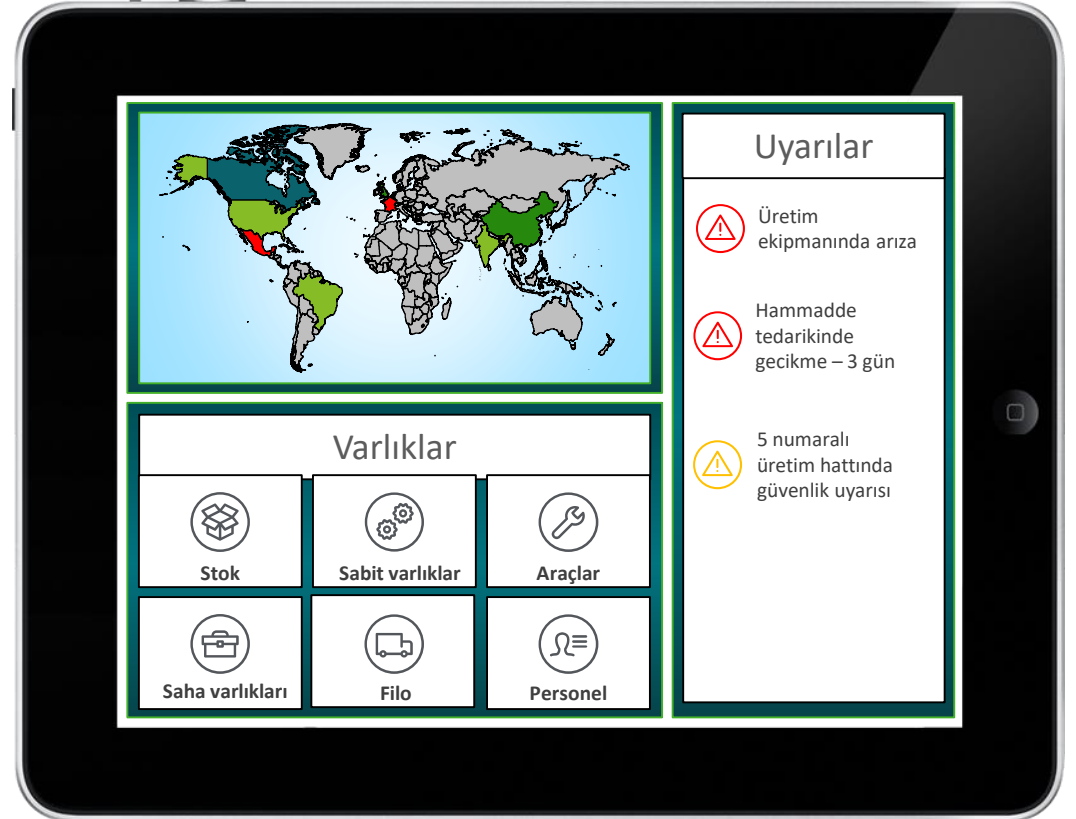 Uyarılar
Üretim
ekipmanında arıza
Hammadde
tedarikinde
gecikme – 3 gün
5 numaralı
üretim hattında
güvenlik uyarısı
Varlıklar
Stok
Sabit varlıklar
Araçlar
Saha varlıkları
Filo
Personel